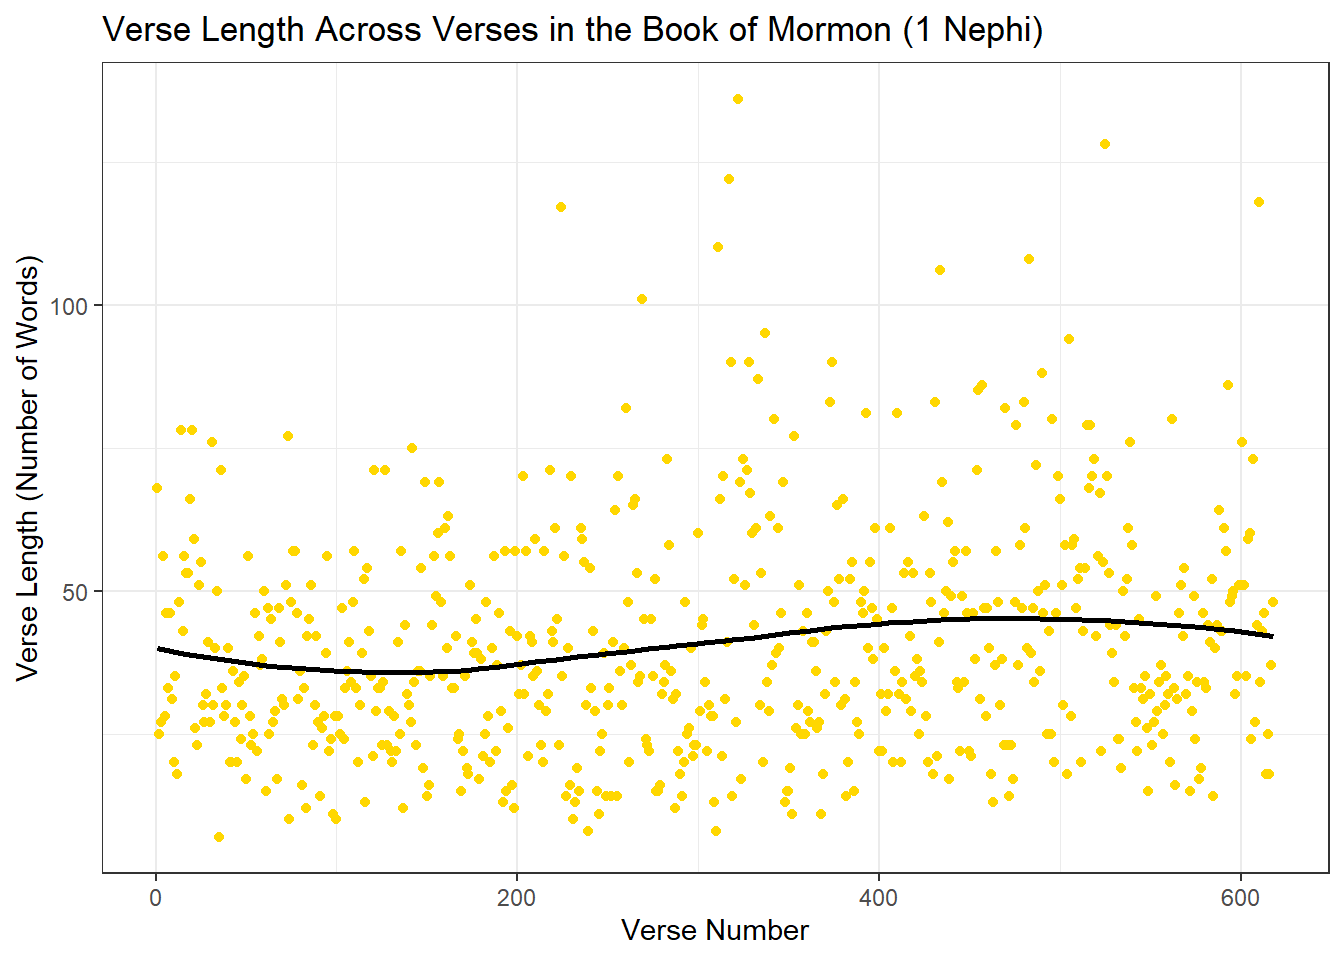 Verse Length Across Verses in the Book of Mormon (1 Nephi)
Verse Length (Number of Words)
100
50
0
200
400
600
Verse Number